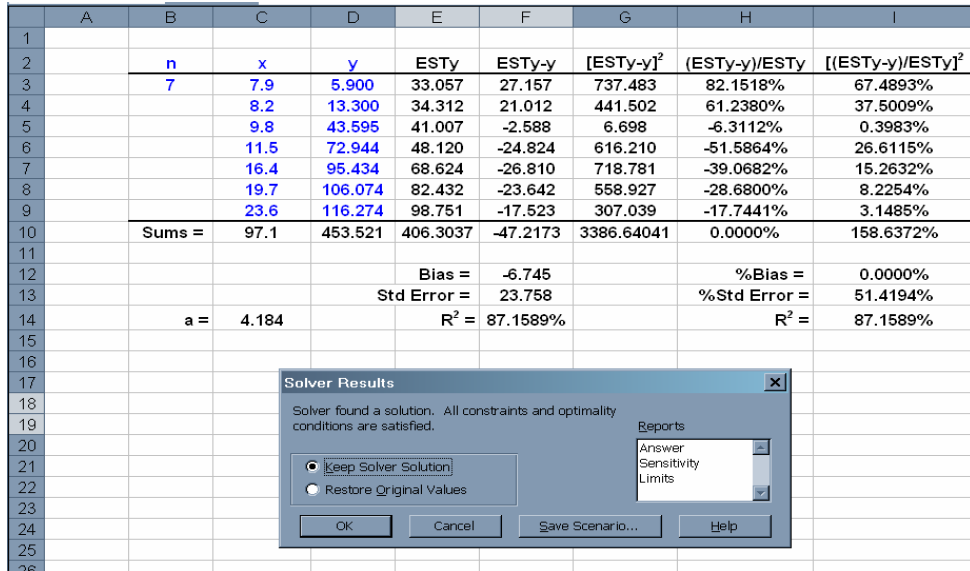 A B C D E F G H I
1
2 n x y ESTy ESTy-y [ESTy-y]² (ESTy-y)/ESTy [(ESTy-y)/ESTy]²
3 7 7.9 5.900 33.057 27.157 737.483 82.1518% 67.4893%
4 8.2 13.300 34.312 21.012 441.502 61.2380% 37.5009%
5 9.8 43.595 41.007 -2.588 6.698 -6.3112% 0.3983%
6 11.5 72.944 48.120 -24.824 616.210 -51.5864% 26.6115%
7 16.4 95.434 68.624 -26.810 718.781 -39.0682% 15.2632%
8 19.7 106.074 82.432 -23.642 558.927 -28.6800% 8.2254%
9 23.6 116.274 98.751 -17.523 307.039 -17.7441% 3.1485%
10 Sums = 97.1 453.521 406.3037 -47.2173 3386.64041 0.0000% 158.6372%
11
12 Bias = -6.745 %Bias = 0.0000%
13 Std Error = 23.758 %Std Error = 51.4194%
14 a = 4.184 R² = 87.1589% R² = 87.1589%
15
16
17 Solver Results
18 Solver found a solution. All constraints and optimality
19 conditions are satisfied. Reports
20 Answer
21 Keep Solver Solution Sensitivity
22 Restore Original Values Limits
23
24 OK Cancel Save Scenario... Help
25
26